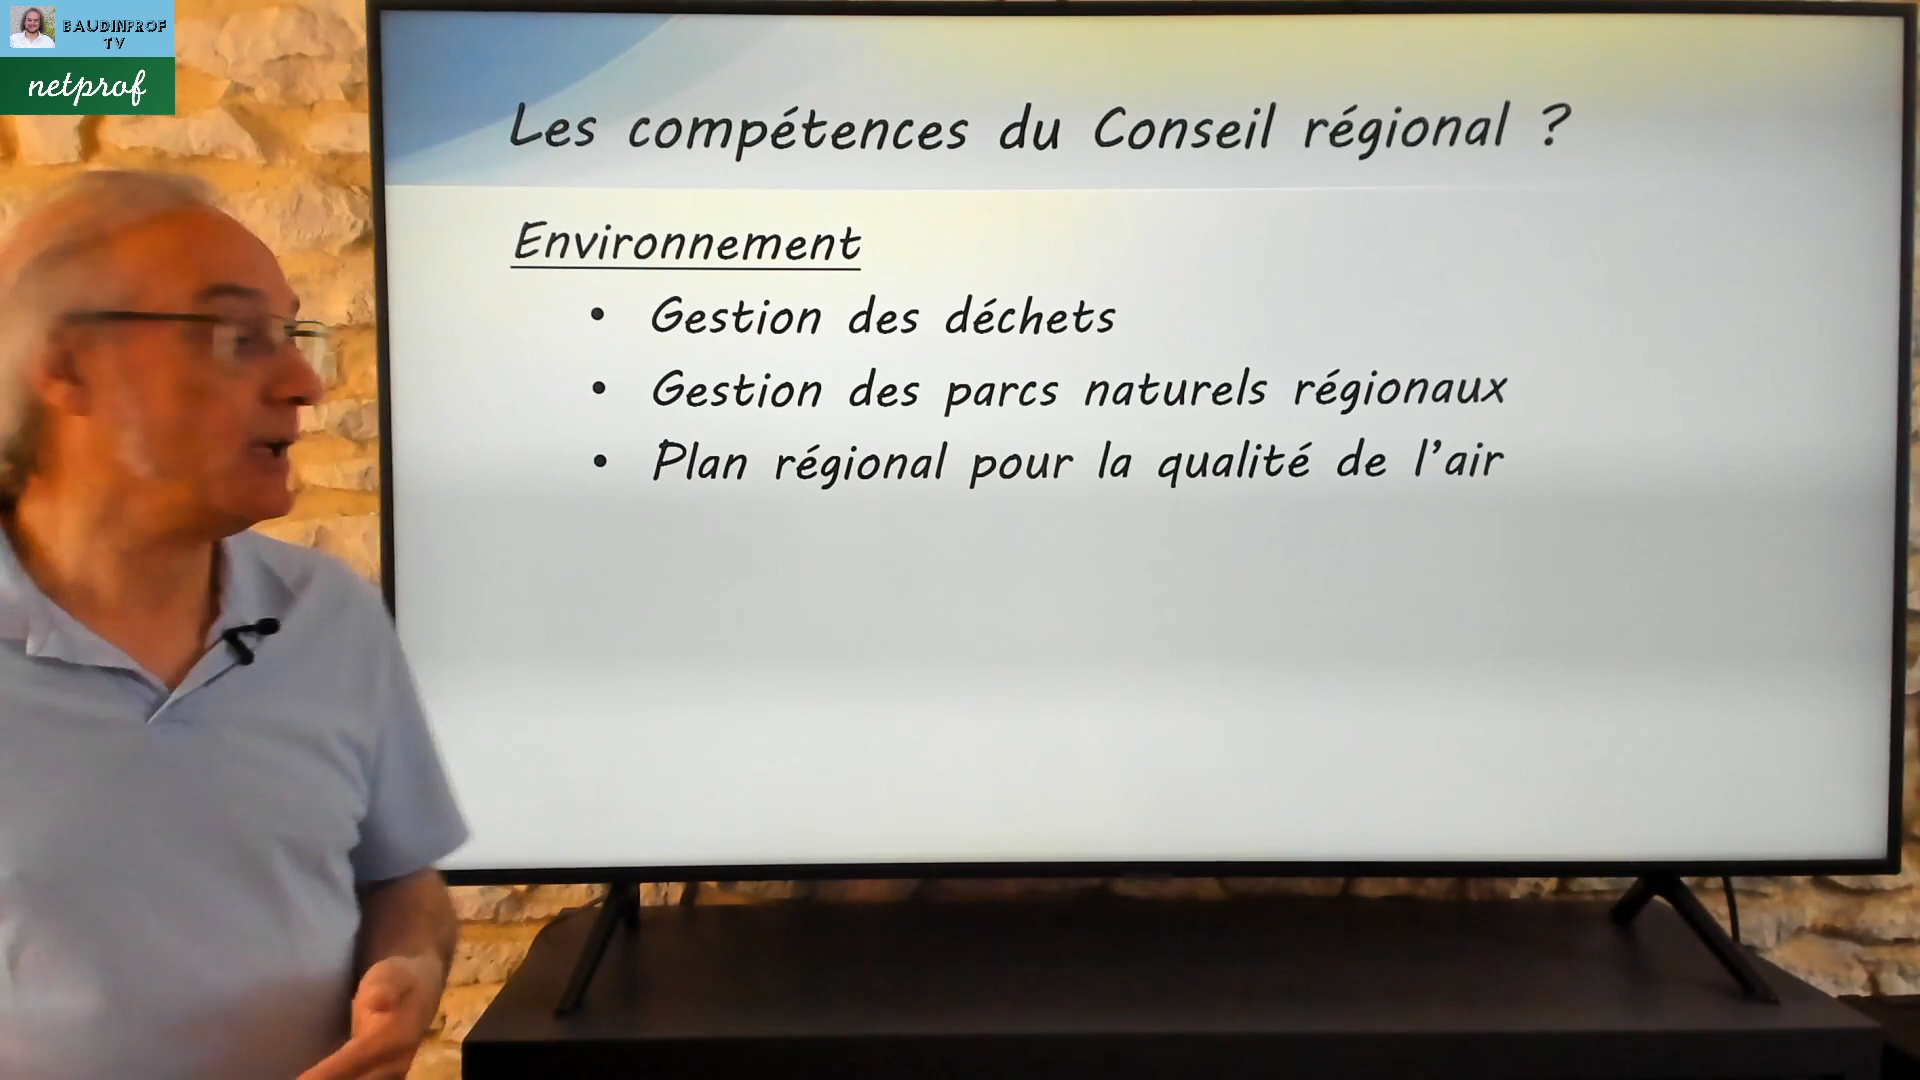 BAUDINPROF
TV
netprof
Les compétences du Conseil régional ?
Environnement
• Gestion des déchets
• Gestion des parcs naturels régionaux
• Plan régional pour la qualité de l'air